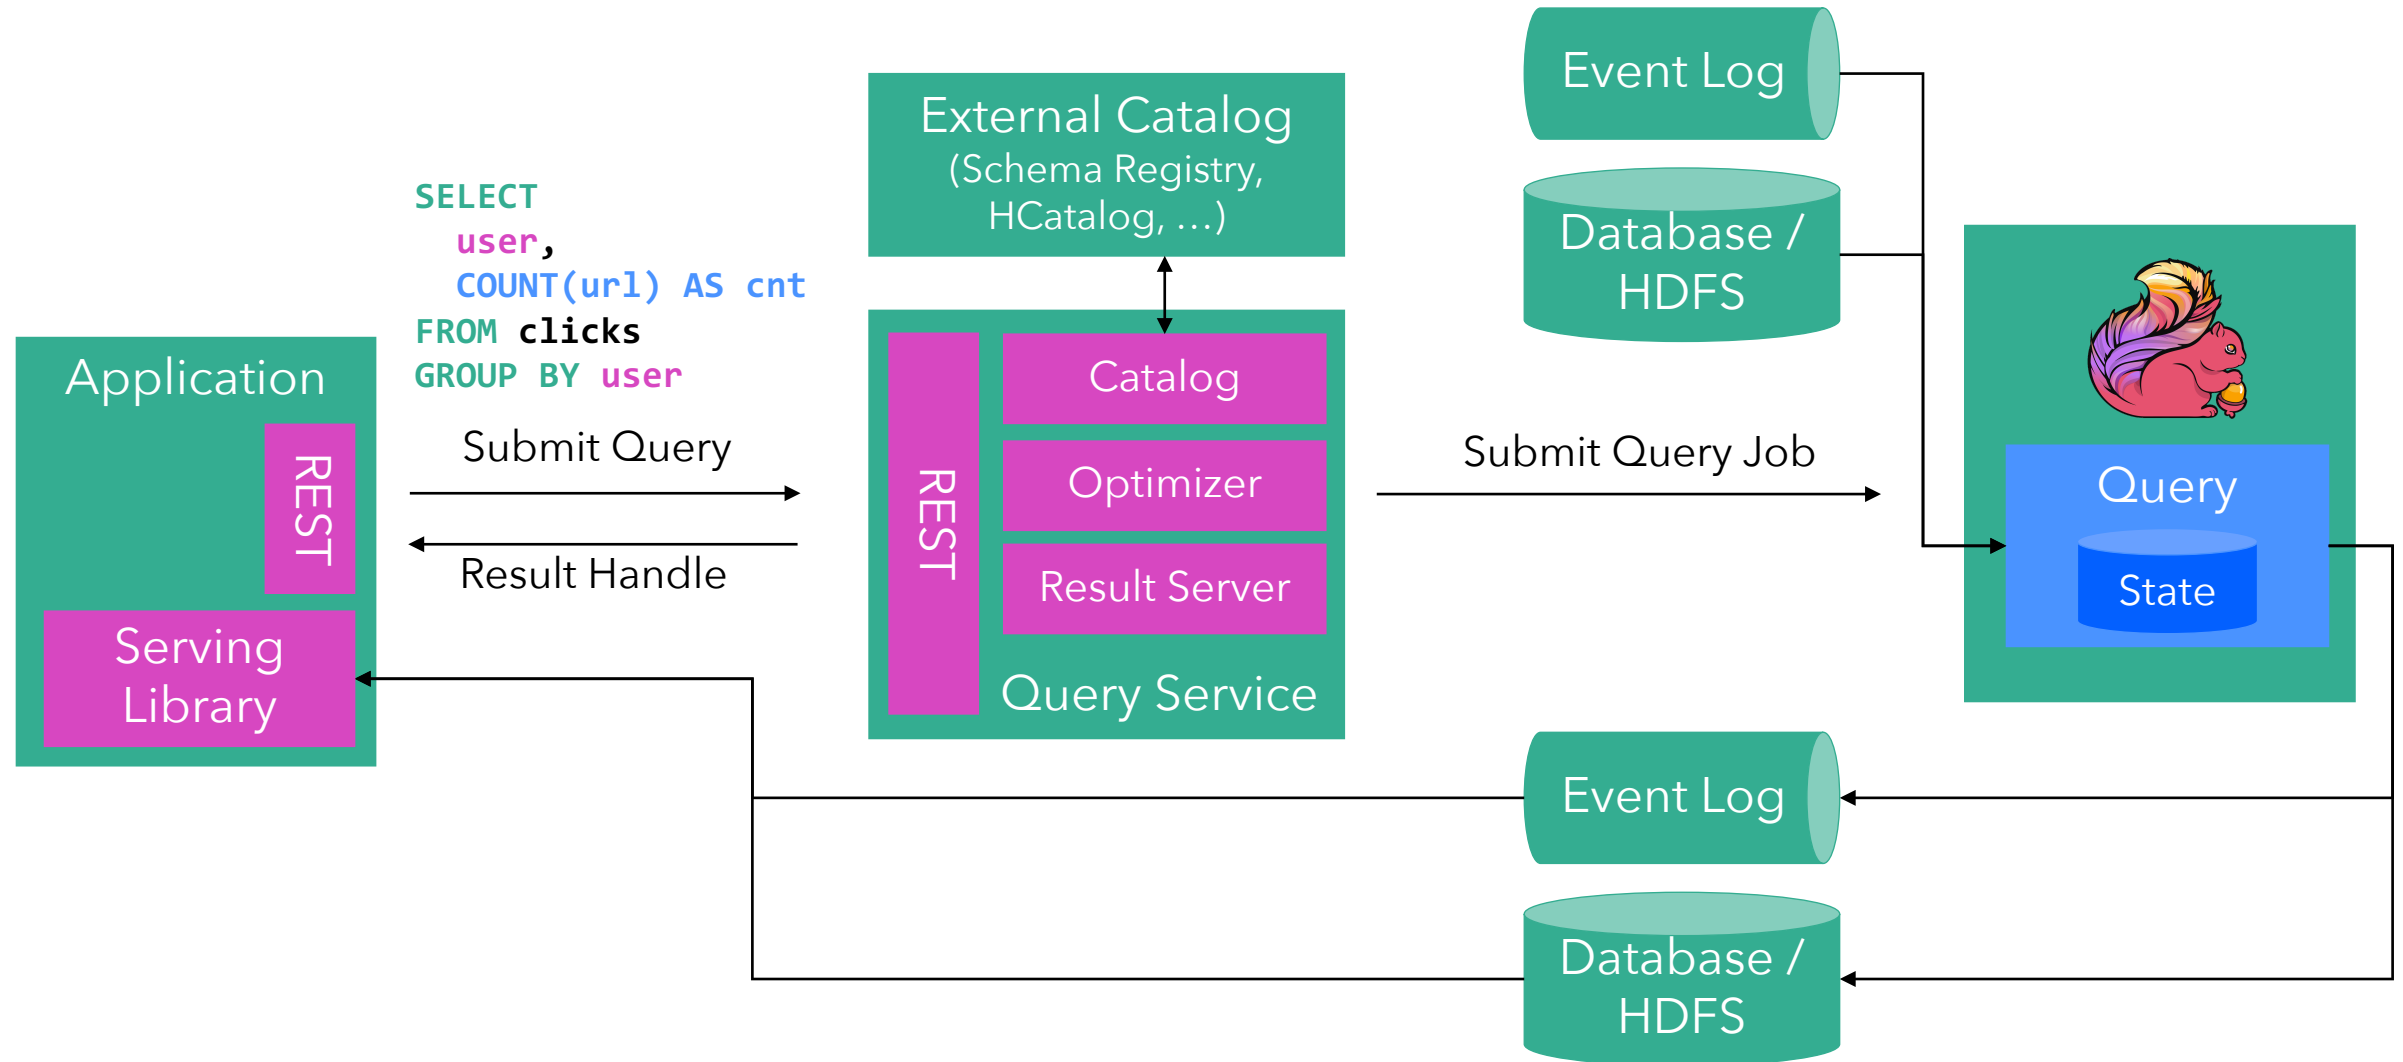 Application
REST
Serving
Library
SELECT
user,
COUNT(url) AS cnt
FROM clicks
GROUP BY user
Submit Query
Result Handle
External Catalog
(Schema Registry,
HCatalog, …)
REST
Catalog
Optimizer
Result Server
Query Service
Submit Query Job
Event Log
Database /
HDFS
Query
State
Event Log
Database /
HDFS